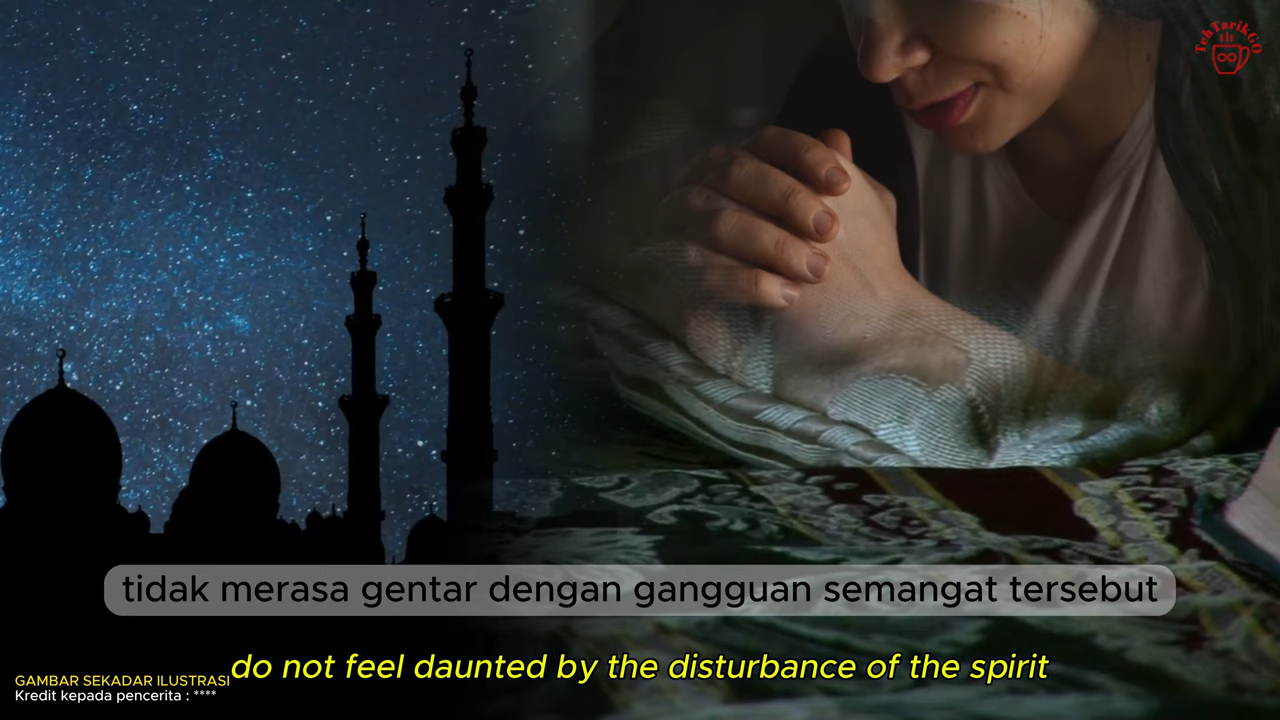 TehTarikGO
tidak merasa gentar dengan gangguan semangat tersebut
do not feel daunted by the disturbance of the spirit
GAMBAR SEKADAR ILUSTRASI
Kredit kepada pencerita : ****